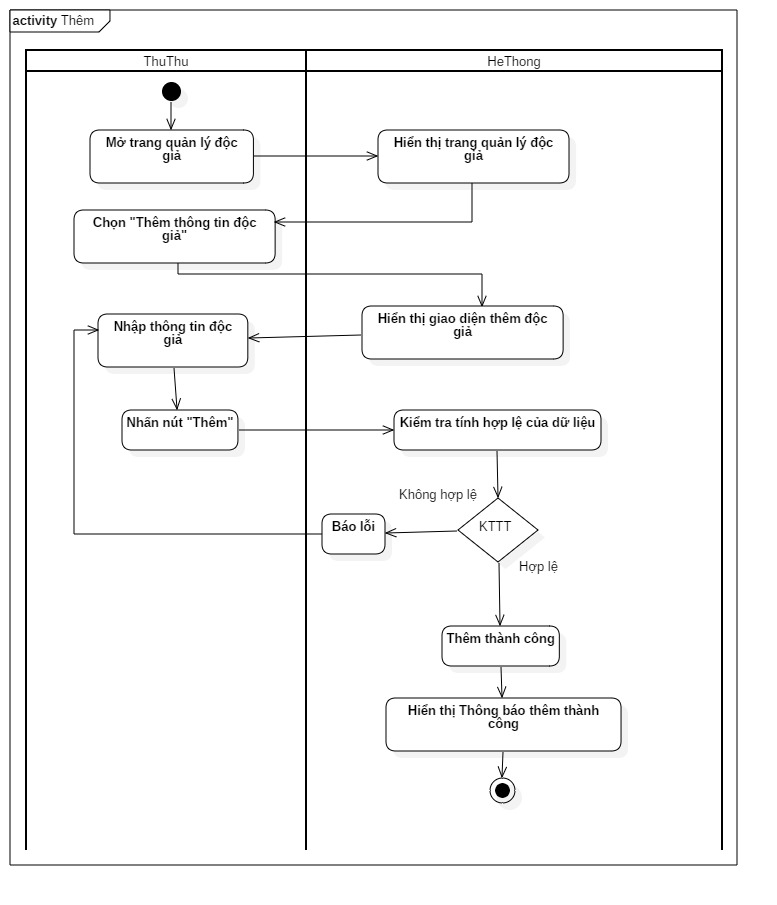 activity Thêm
ThuThu
HeThong
Mở trang quản lý độc
giả
Hiển thị trang quản lý độc
giả
Chọn "Thêm thông tin độc
giả"
Hiển thị giao diện thêm độc
giả
Nhập thông tin độc
giả
Nhấn nút "Thêm"
Kiểm tra tính hợp lệ của dữ liệu
Không hợp lệ
KTTT
Báo lỗi
Hợp lệ
Thêm thành công
Hiển thị Thông báo thêm thành
công